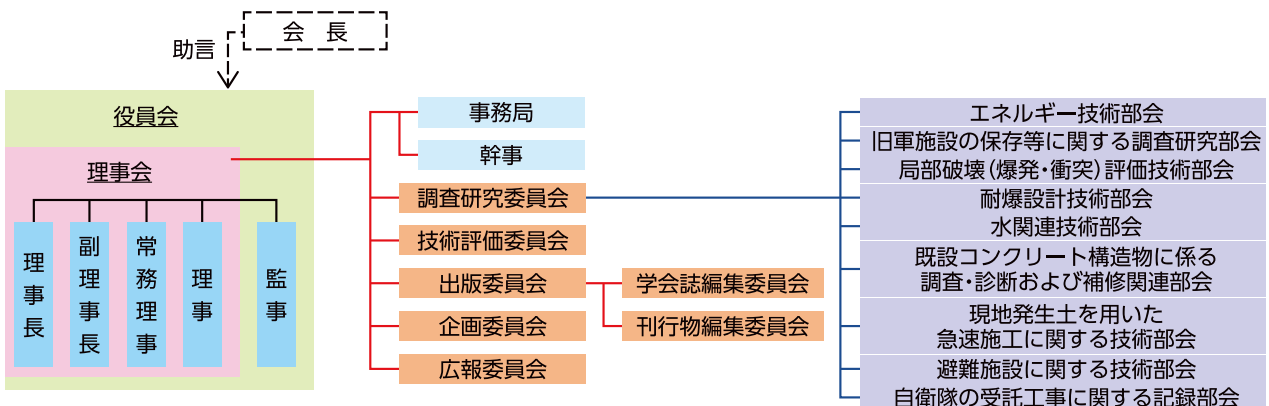 会 長
助言
役員会
理事会
理事長
副理事長
常務理事
理事
監事
事務局
幹事
調査研究委員会
技術評価委員会
出版委員会
企画委員会
広報委員会
学会誌編集委員会
刊行物編集委員会
エネルギー技術部会
旧軍施設の保存等に関する調査研究部会
局部破壊(爆発・衝突)評価技術部会
耐爆設計技術部会
水関連技術部会
既設コンクリート構造物に係る
調査・診断および補修関連部会
現地発生土を用いた
急速施工に関する技術部会
避難施設に関する技術部会
自衛隊の受託工事に関する記録部会